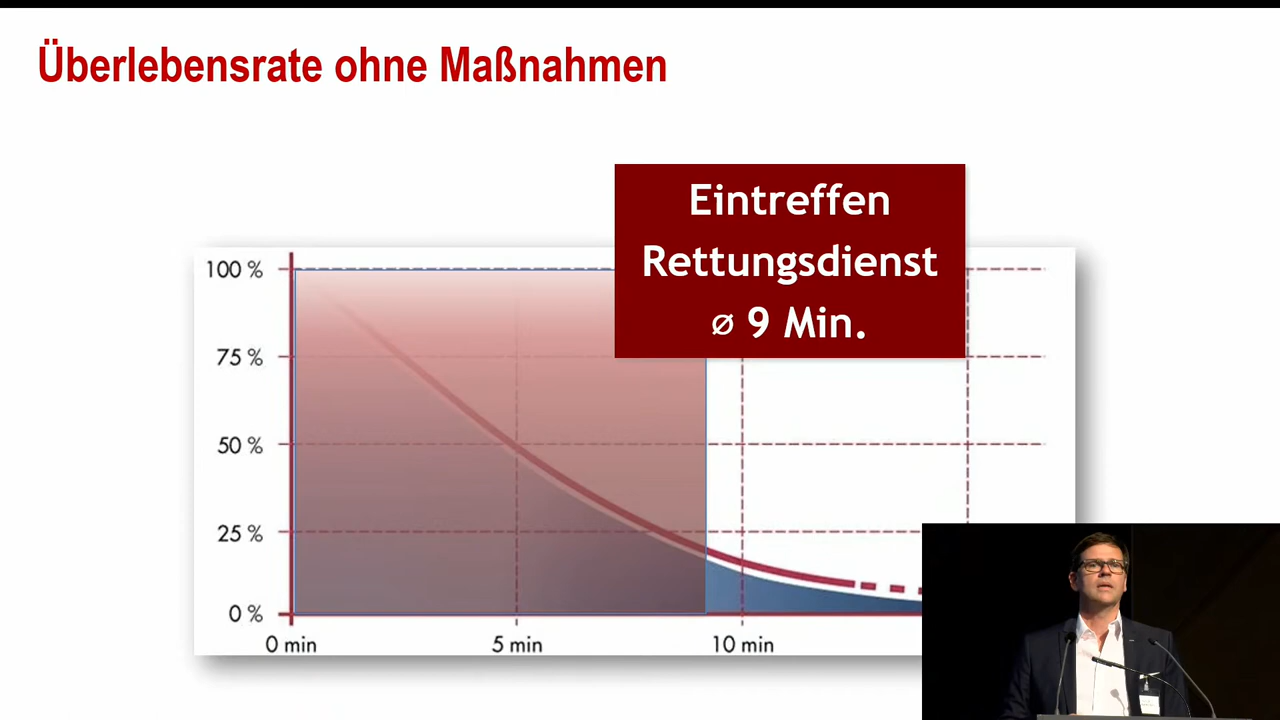 Überlebensrate ohne Maßnahmen
Eintreffen
Rettungsdienst
⌀ 9 Min.
100 %
75 %
50 %
25 %
0 %
0 min
5 min
10 min